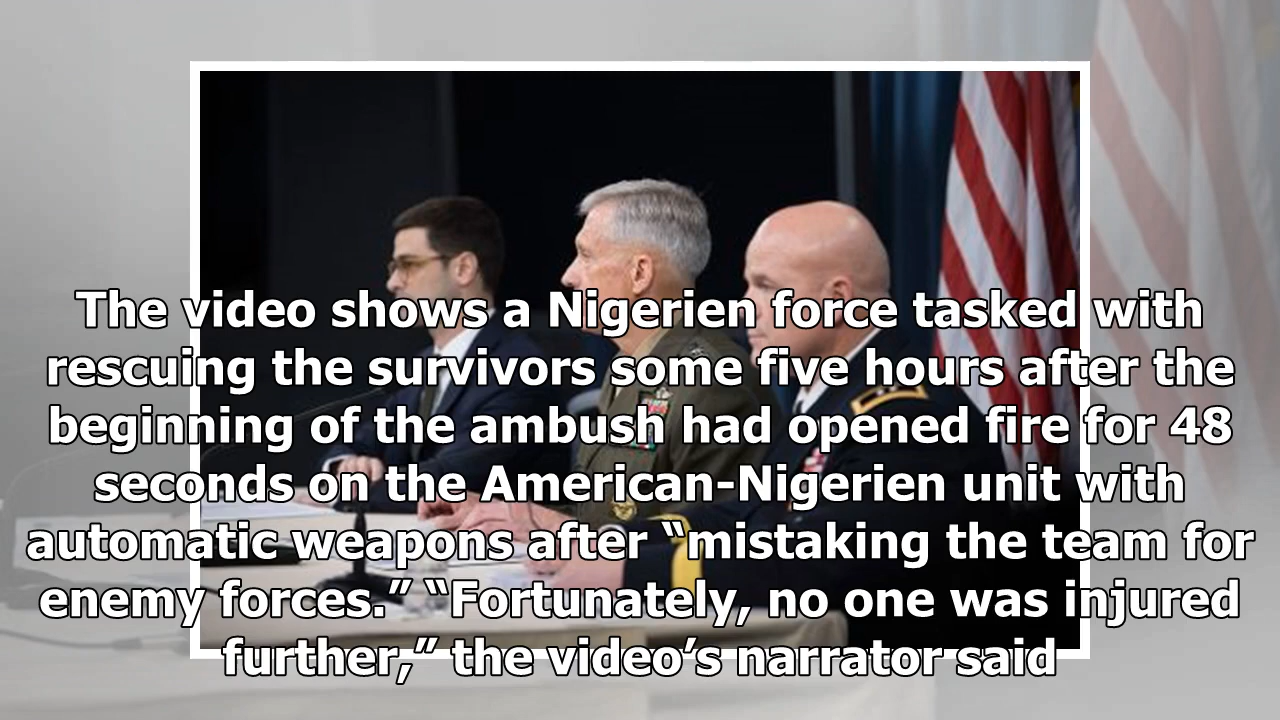 The video shows a Nigerien force tasked with
rescuing the survivors some five hours after the
beginning of the ambush had opened fire for 48
seconds on the American-Nigerien unit with
automatic weapons after “mistaking the team for
enemy forces.” “Fortunately, no one was injured
further,” the video’s narrator said